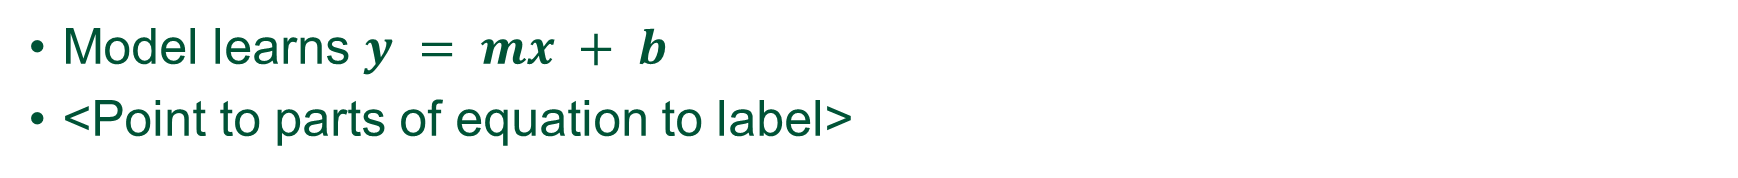 • Model learns y = mx + b
• <Point to parts of equation to label>